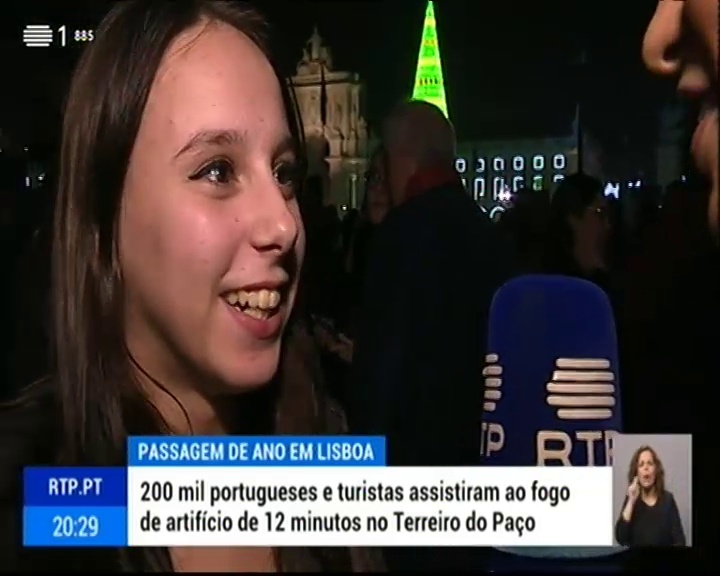 1 885
RTP
RTP
PASSAGEM DE ANO EM LISBOA
RTP.PT
20:29
200 mil portugueses e turistas assistiram ao fogo
de artifício de 12 minutos no Terreiro do Paço